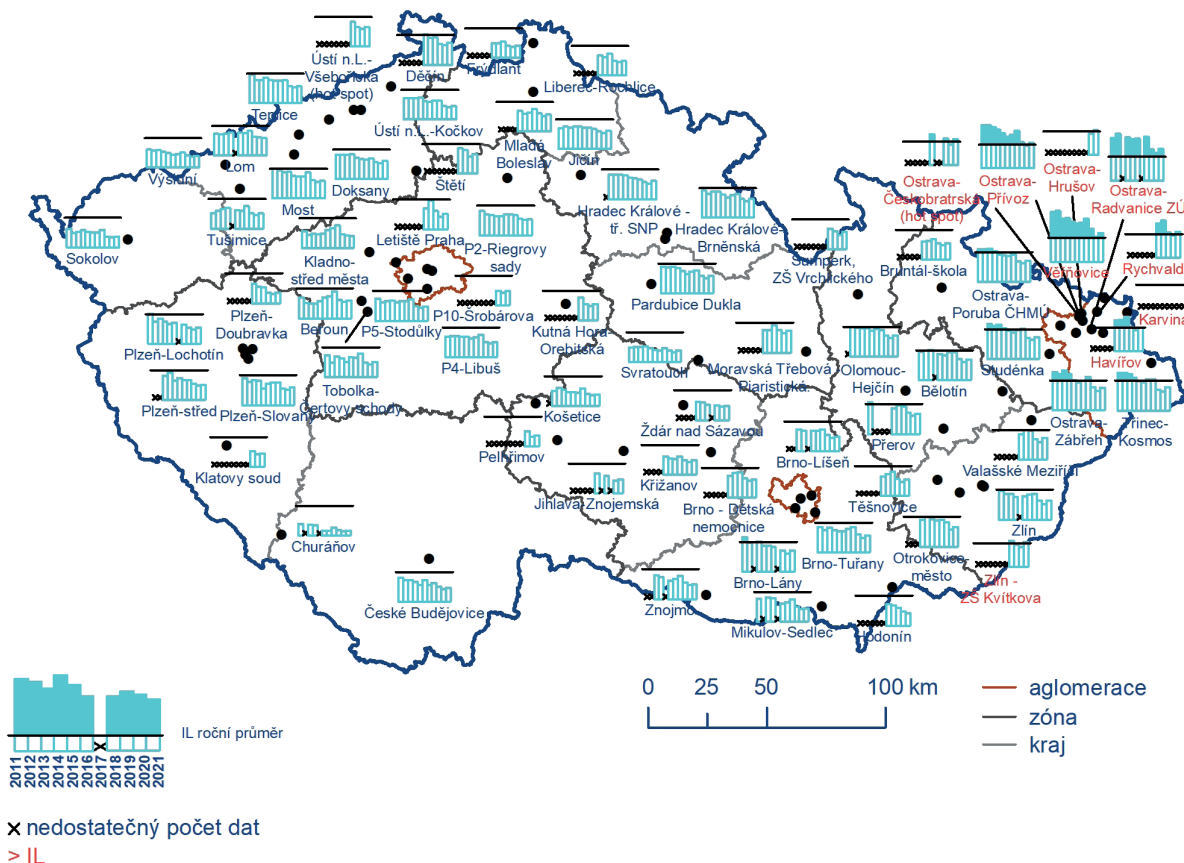 Ústí n.L.-
Všebořická
(hot spot)
Děčín
Frýdlant
Liberec-Rochlice
Teplice
Ústí n.L.-Kočkov
Mladá
Boleslav
Jičín
Lom
Výsluní
Most
Doksany
Štětí
Hradec Králové -
tř. SNP
Hradec Králové-
Brněnská
Sokolov
Tušimice
Kladno-
střed města
Letiště Praha
P2-Riegrovy
sady
Šumperk,
ZŠ Vrchlického
Bruntál-škola
Ostrava-
Českobratrská
(hot spot)
Ostrava-
Přívoz
Ostrava-
Hrušov
Ostrava-
Radvanice ZÚ
Věřňovice
Rychvald
Ostrava-
Poruba ČHMÚ
Karviná
Havířov
Plzeň-
Doubravka
Beroun
P5-Stodůlky
P10-Šrobárova
Kutná Hora-
Orebitská
Pardubice Dukla
Plzeň-Lochotín
P4-Libuš
Svratouch
Moravská Třebová
Piaristická.
Olomouc-
Hejčín
Bělotín
Studénka
Plzeň-střed
Plzeň-Slovany
Tobolka-
Čertovy schody
Košetice
Ždár nad Sázavou
Přerov
Ostrava-
Zábřeh
Třinec-
Kosmos
Klatovy soud
Pelhřimov
Křižanov
Brno-Líšeň
Valašské Meziříčí
Jihlava-Znojemská
Brno - Dětská
nemocnice
Těšnovice
Zlín
Churáňov
Brno-Lány
Brno-Tuřany
Otrokovice-
město
Zlín -
ZŠ Kvítkova
České Budějovice
Znojmo
Mikulov-Sedlec
Hodonín
IL roční průměr
2011 2012 2013 2014 2015 2016 2017 2018 2019 2020 2021
0 25 50 100 km
aglomerace
zóna
kraj
× nedostatečný počet dat
> IL